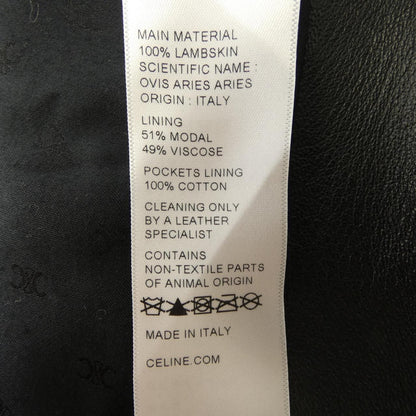 MAIN MATERIAL
100% LAMBSKIN
SCIENTIFIC NAME :
OVIS ARIES ARIES
ORIGIN : ITALY
LINING
51% MODAL
49% VISCOSE
POCKETS LINING
100% COTTON
CLEANING ONLY
BY A LEATHER
SPECIALIST
CONTAINS
NON-TEXTILE PARTS
OF ANIMAL ORIGIN
MADE IN ITALY
CELINE.COM